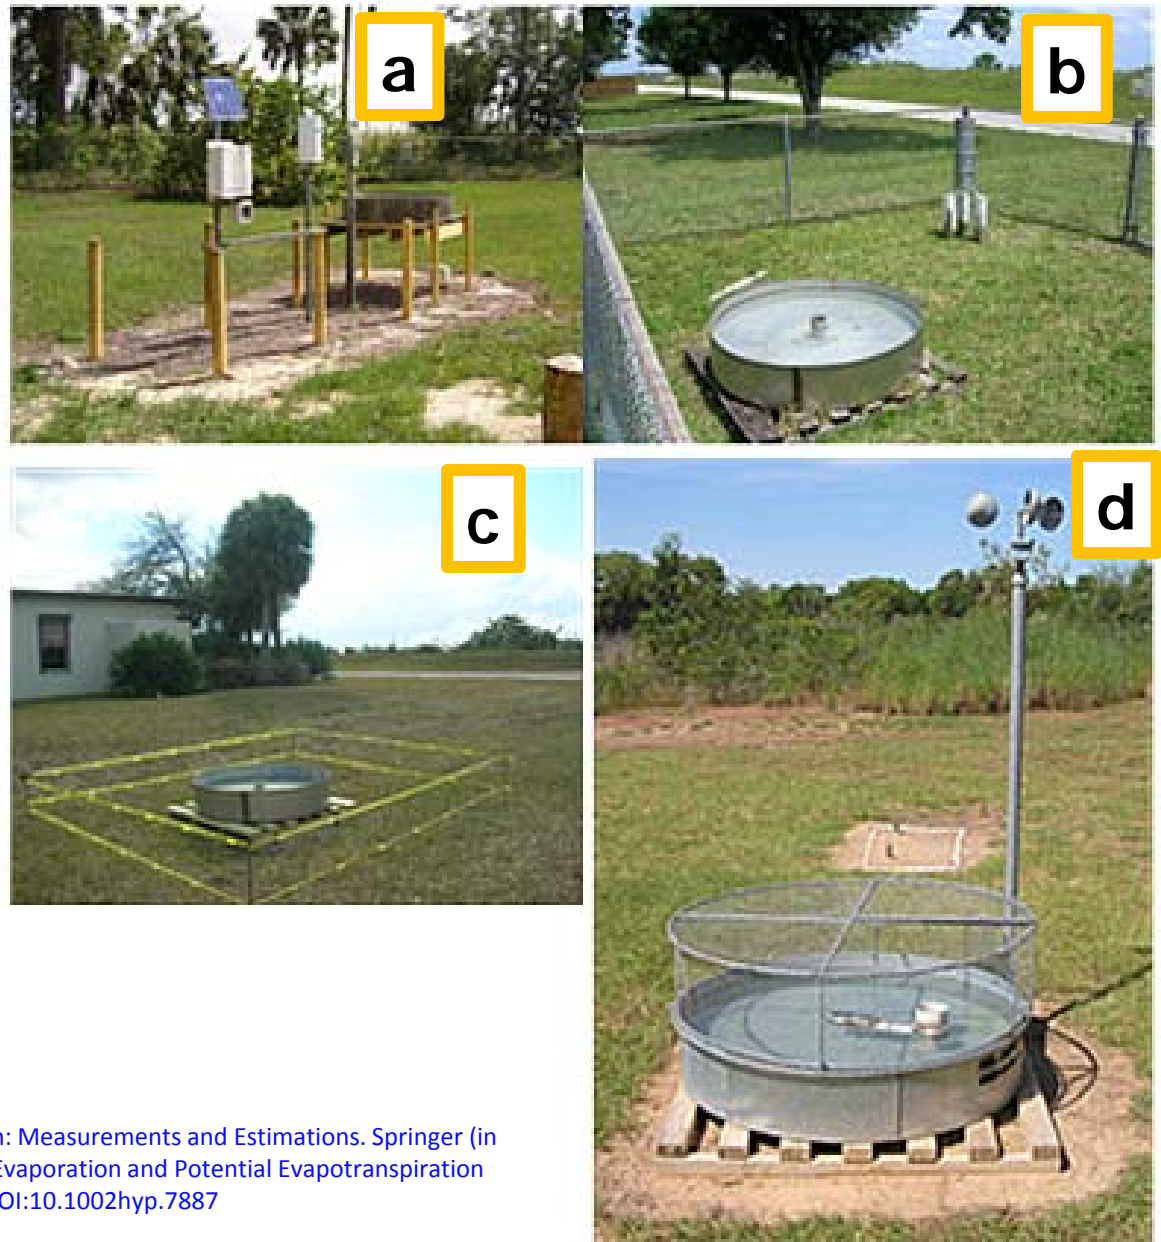 a
b
c
d
n: Measurements and Estimations. Springer (in
Evaporation and Potential Evapotranspiration
OI:10.1002hyp.7887